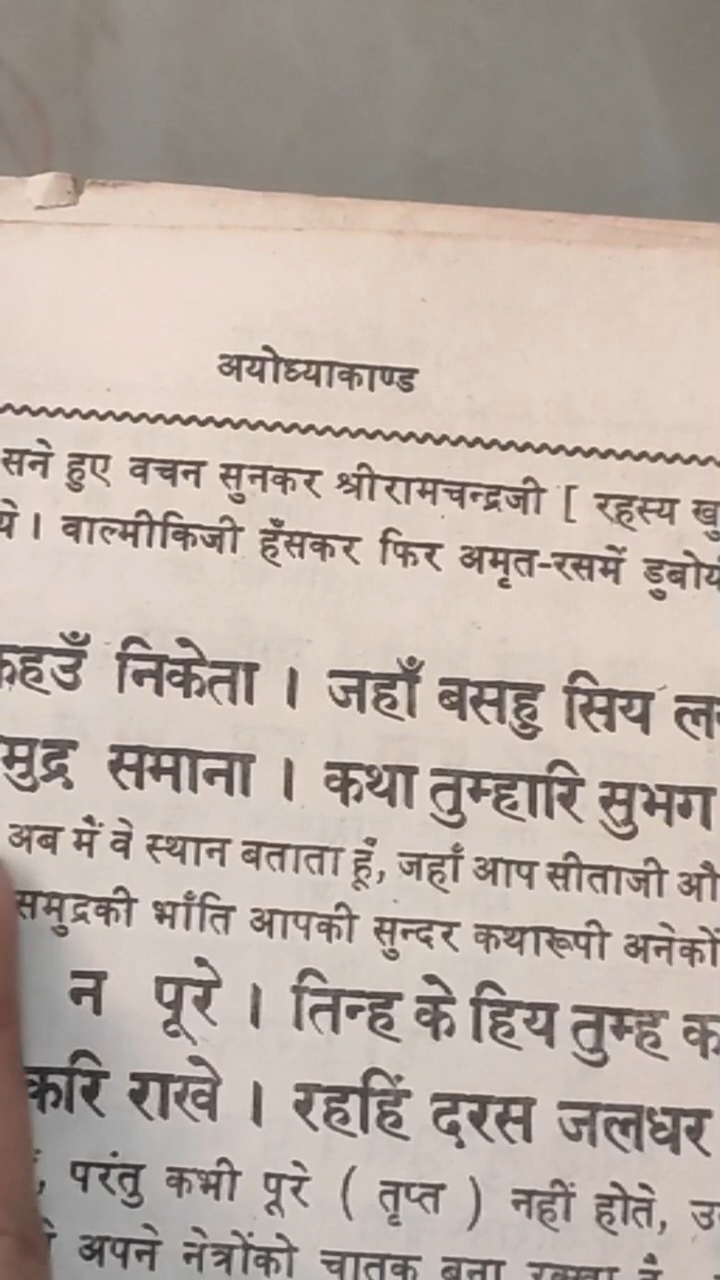 अयोध्याकाण्ड
सने हुए वचन सुनकर श्रीरामचन्द्रजी [ रहस्य
वाल्मीकिजी हँसकर फिर अमृत-रसमें
निकेता । जहाँ बसहु सिय
समाना । कथा तुम्हारि सुभग
अब मैं वे स्थान बताता हूँ, जहाँ आप सीताजी
समुद्रकी भाँति आपकी सुन्दर कथारूपी अनेकों
न पूरे । तिन्ह के हिय तुम्ह
करि राखे । रहहिं दरस जलधर
परंतु कभी पूरे ( तृप्त ) नहीं होते,
अपने नेत्रोंको चातक बना